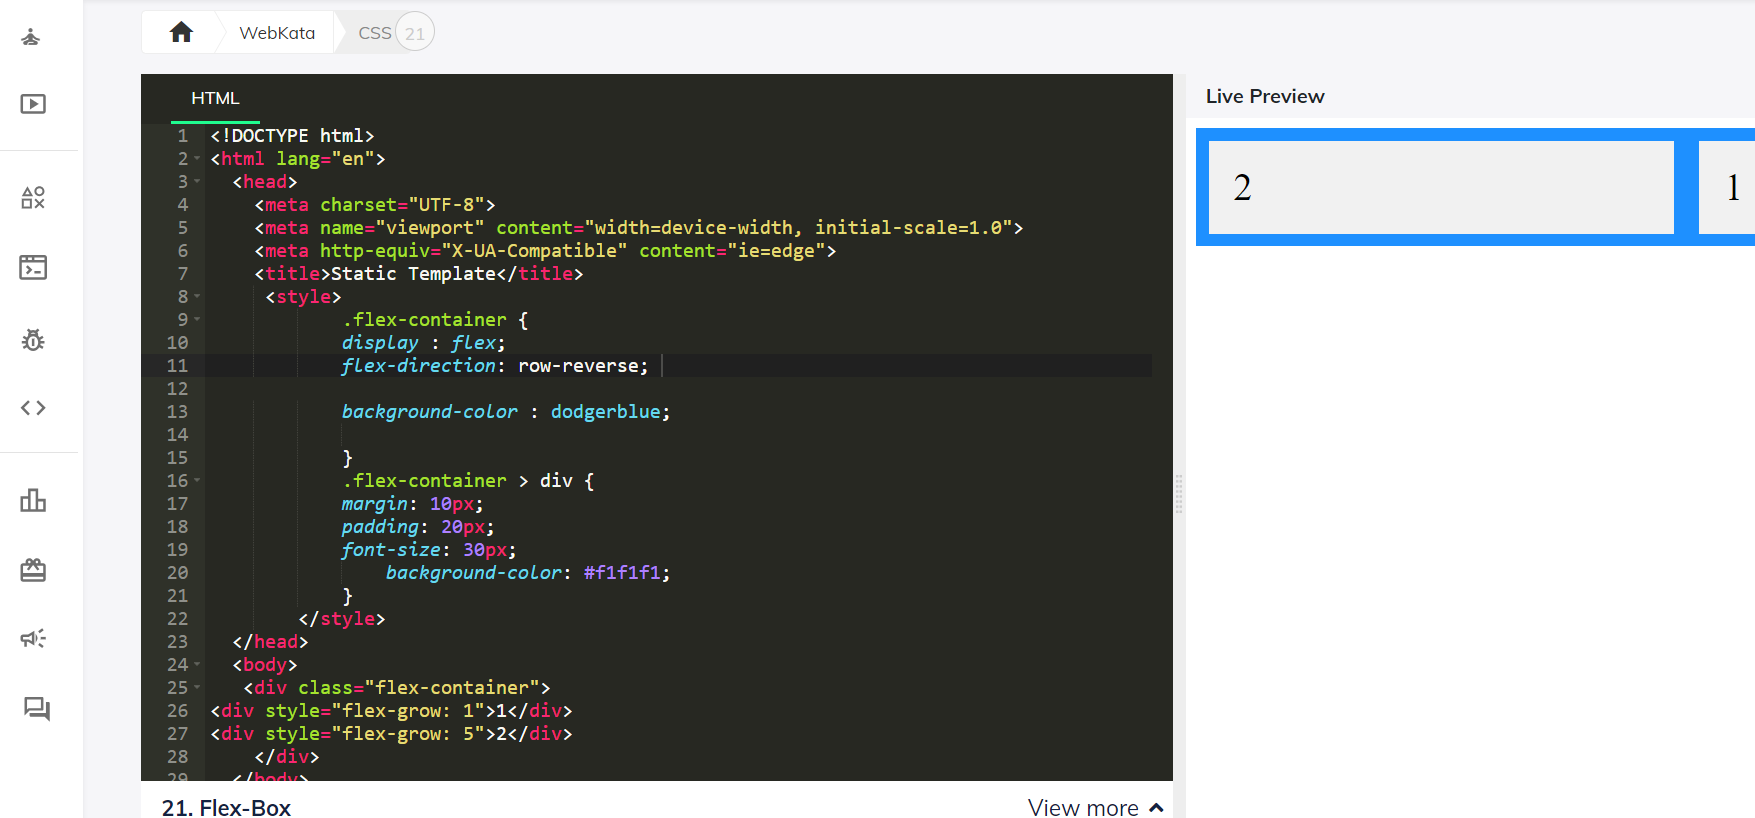 WebKata
CSS 21
HTML
Live Preview
1 <!DOCTYPE html>
2 <html lang="en">
3 <head>
4 <meta charset="UTF-8">
5 <meta name="viewport" content="width=device-width, initial-scale=1.0">
6 <meta http-equiv="X-UA-Compatible" content="ie=edge">
7 <title>Static Template</title>
8 <style>
9 .flex-container {
10 display : flex;
11 flex-direction: row-reverse;
12
13 background-color : dodgerblue;
14
15 }
16 .flex-container > div {
17 margin: 10px;
18 padding: 20px;
19 font-size: 30px;
20 background-color: #f1f1f1;
21 }
22 </style>
23 </head>
24 <body>
25 <div class="flex-container">
26 <div style="flex-grow: 1">1</div>
27 <div style="flex-grow: 5">2</div>
28 </div>
29 </body>
2 1
21. Flex-Box
View more